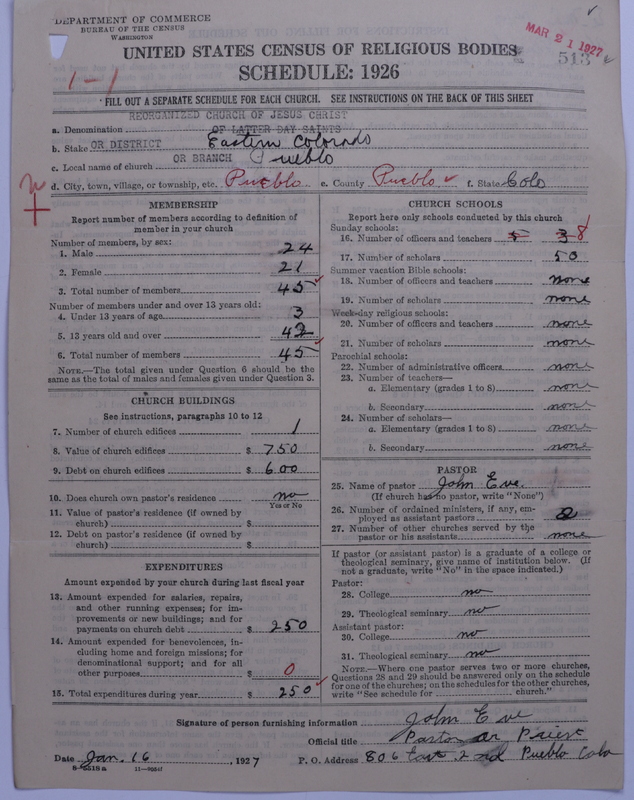 DEPARTMENT OF COMMERCE
BUREAU OF THE CENSUS
WASHINGTON
MAR 21 1927
513
UNITED STATES CENSUS OF RELIGIOUS BODIES
SCHEDULE: 1926
1-1
FILL OUT A SEPARATE SCHEDULE FOR EACH CHURCH. SEE INSTRUCTIONS ON THE BACK OF THIS SHEET
REORGANIZED CHURCH OF JESUS CHRIST
a. Denomination OF LATTER DAY SAINTS
b. Stake OR DISTRICT Eastern Colorado
c. Local name of church OR BRANCH Pueblo
d. City, town, village, or township, etc. Pueblo e. County Pueblo f. State Colo
MEMBERSHIP
Report number of members according to definition of
member in your church
Number of members, by sex:
1. Male 24
2. Female 21
3. Total number of members 45
Number of members under and over 13 years old:
4. Under 13 years of age 3
5. 13 years old and over 42
6. Total number of members 45
NOTE.—The total given under Question 6 should be the
same as the total of males and females given under Question 3.
CHURCH BUILDINGS
See instructions, paragraphs 10 to 12
7. Number of church edifices 1
8. Value of church edifices $ 750
9. Debt on church edifices $ 600
10. Does church own pastor's residence no
Yes or No
11. Value of pastor's residence (if owned by
church) $
12. Debt on pastor's residence (if owned by
church) $
EXPENDITURES
Amount expended by your church during last fiscal year
13. Amount expended for salaries, repairs,
and other running expenses; for im-
provements or new buildings; and for
payments on church debt $ 250
14. Amount expended for benevolences, in-
cluding home and foreign missions; for
denominational support; and for all
other purposes $ 0
15. Total expenditures during year $ 250
CHURCH SCHOOLS
Report here only schools conducted by this church
Sunday schools:
16. Number of officers and teachers 5 3 8
17. Number of scholars 50
Summer vacation Bible schools:
18. Number of officers and teachers none
19. Number of scholars none
Week-day religious schools:
20. Number of officers and teachers none
21. Number of scholars none
Parochial schools:
22. Number of administrative officers none
23. Number of teachers—
a. Elementary (grades 1 to 8) none
b. Secondary none
24. Number of scholars—
a. Elementary (grades 1 to 8) none
b. Secondary none
PASTOR
25. Name of pastor John Eve.
(If church has no pastor, write "None")
26. Number of ordained ministers, if any, em-
ployed as assistant pastors 2
27. Number of other churches served by the
pastor or his assistants none
If pastor (or assistant pastor) is a graduate of a college or
theological seminary, give name of institution below. (If
not a graduate, write "No" in the space indicated.)
Pastor:
28. College no
29. Theological seminary no
Assistant pastor:
30. College no
31. Theological seminary no
NOTE.—Where one pastor serves two or more churches,
Questions 28 and 29 should be answered only on the schedule
for one of the churches; on the schedules for the other churches,
write "See schedule for church."
Signature of person furnishing information John Eve
Official title Pastor or Priest
Date Jan. 16, 1927 P. O. Address 806 East 2nd Pueblo Colo